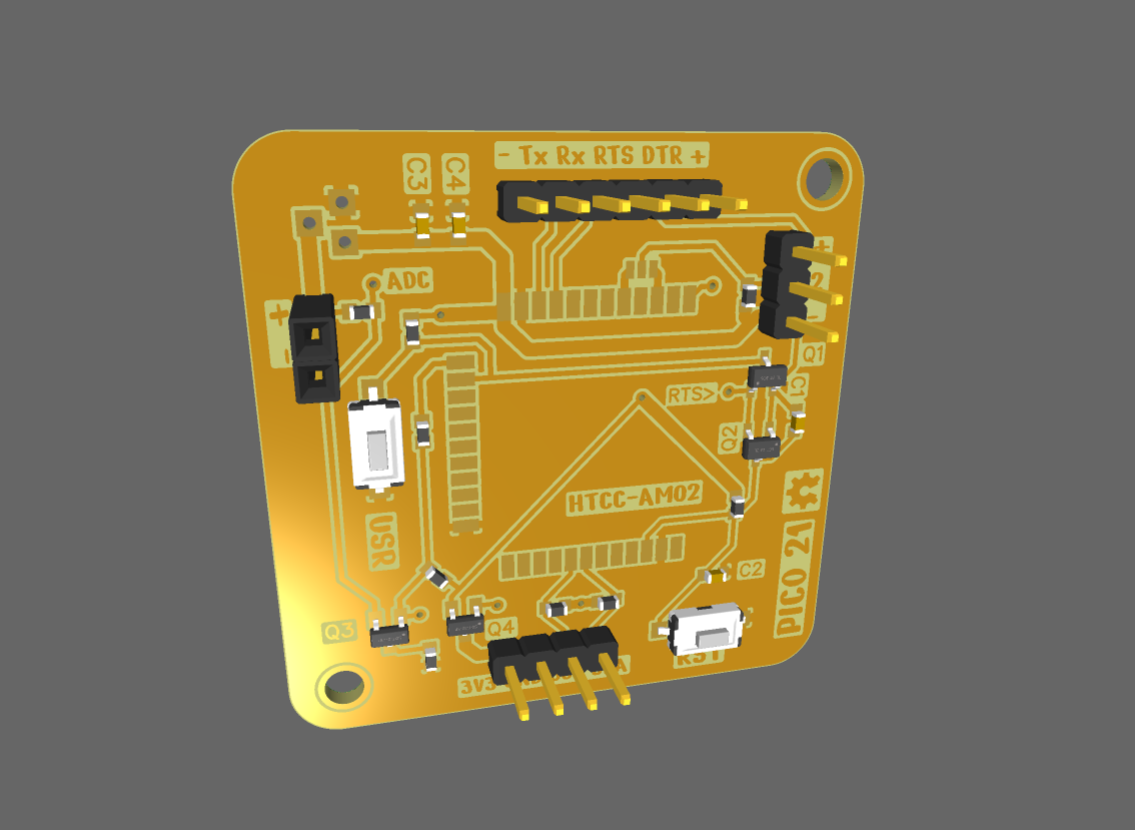 - Tx Rx RTS DTR +
C3
C4
ADC
+
-
+
2
-
Q1
RTS>
C1
Q2
HTCC-AM02
PICO 21
USR
C2
Q3
Q4
RST
3V3